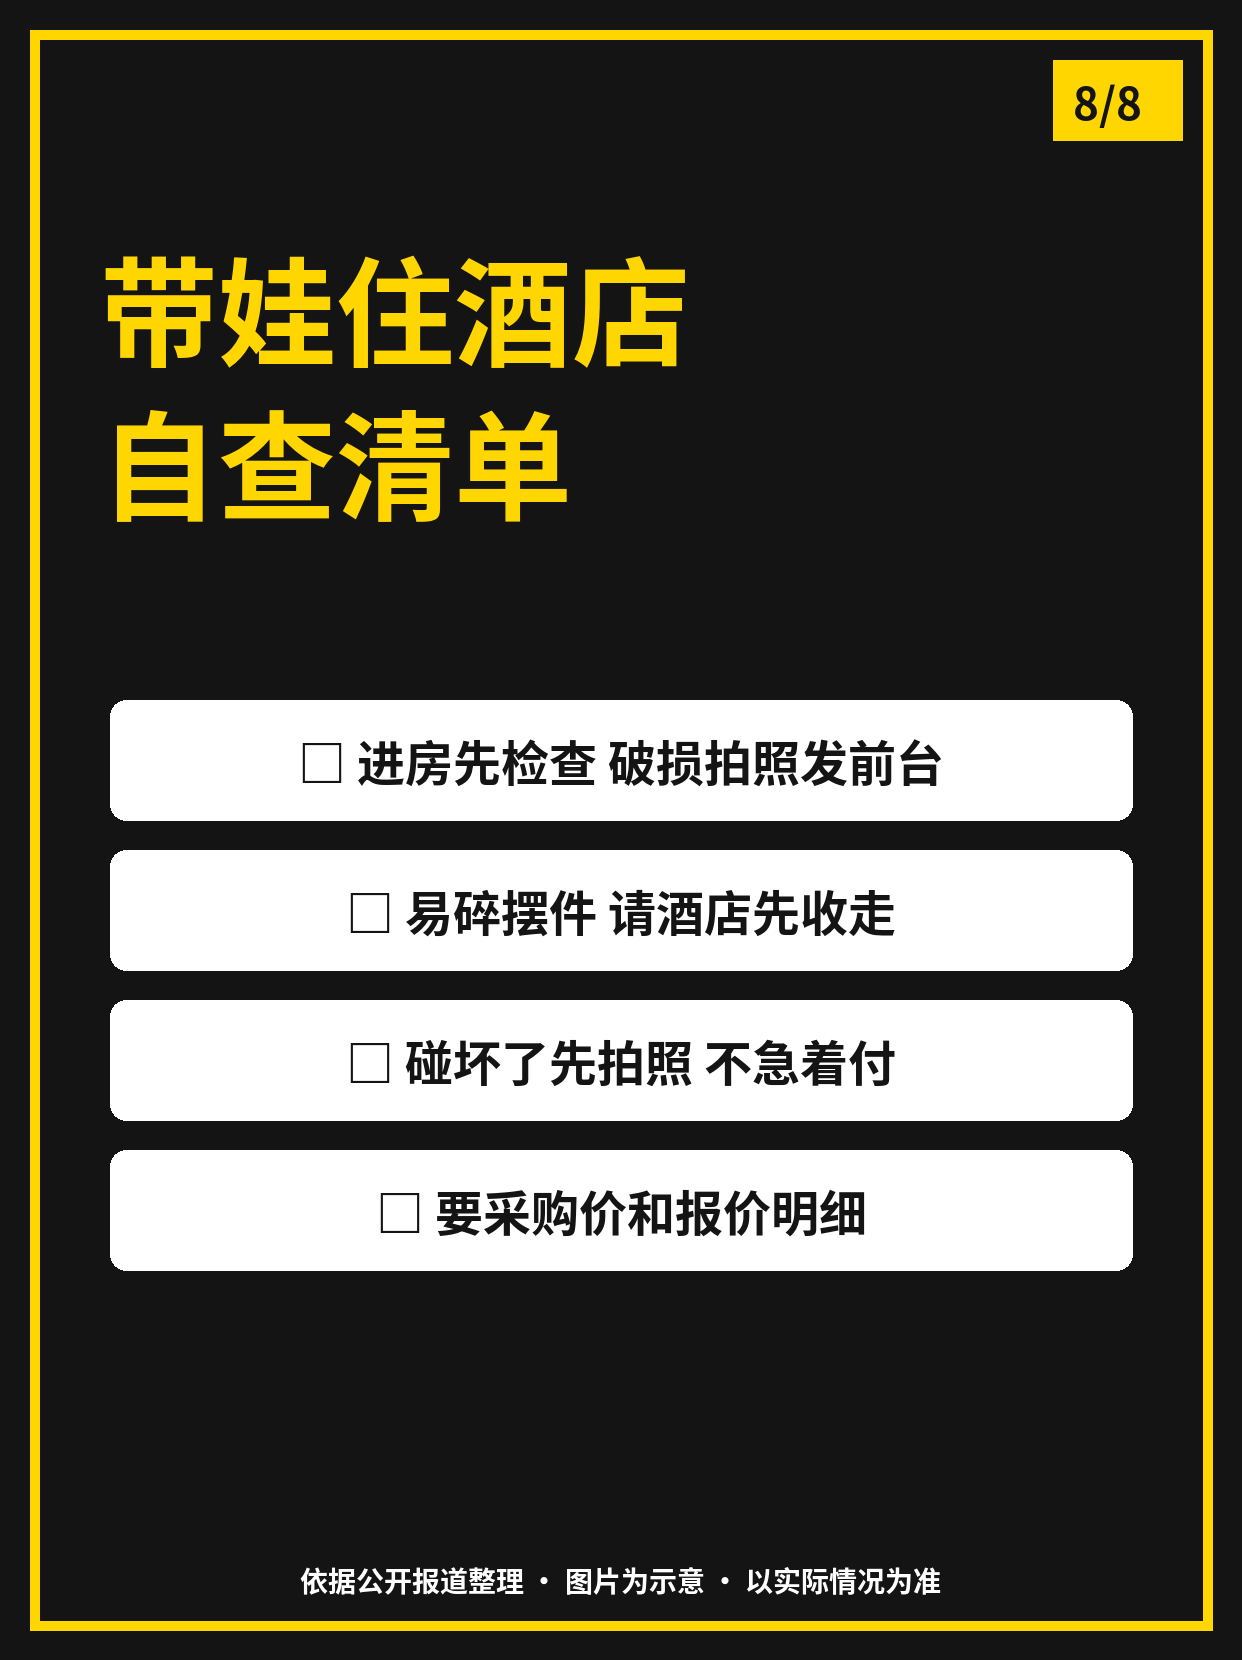 8/8
带娃住酒店
自查清单
□ 进房先检查 破损拍照发前台
□ 易碎摆件 请酒店先收走
□ 碰坏了先拍照 不急着付
□ 要采购价和报价明细
依据公开报道整理 · 图片为示意 · 以实际情况为准